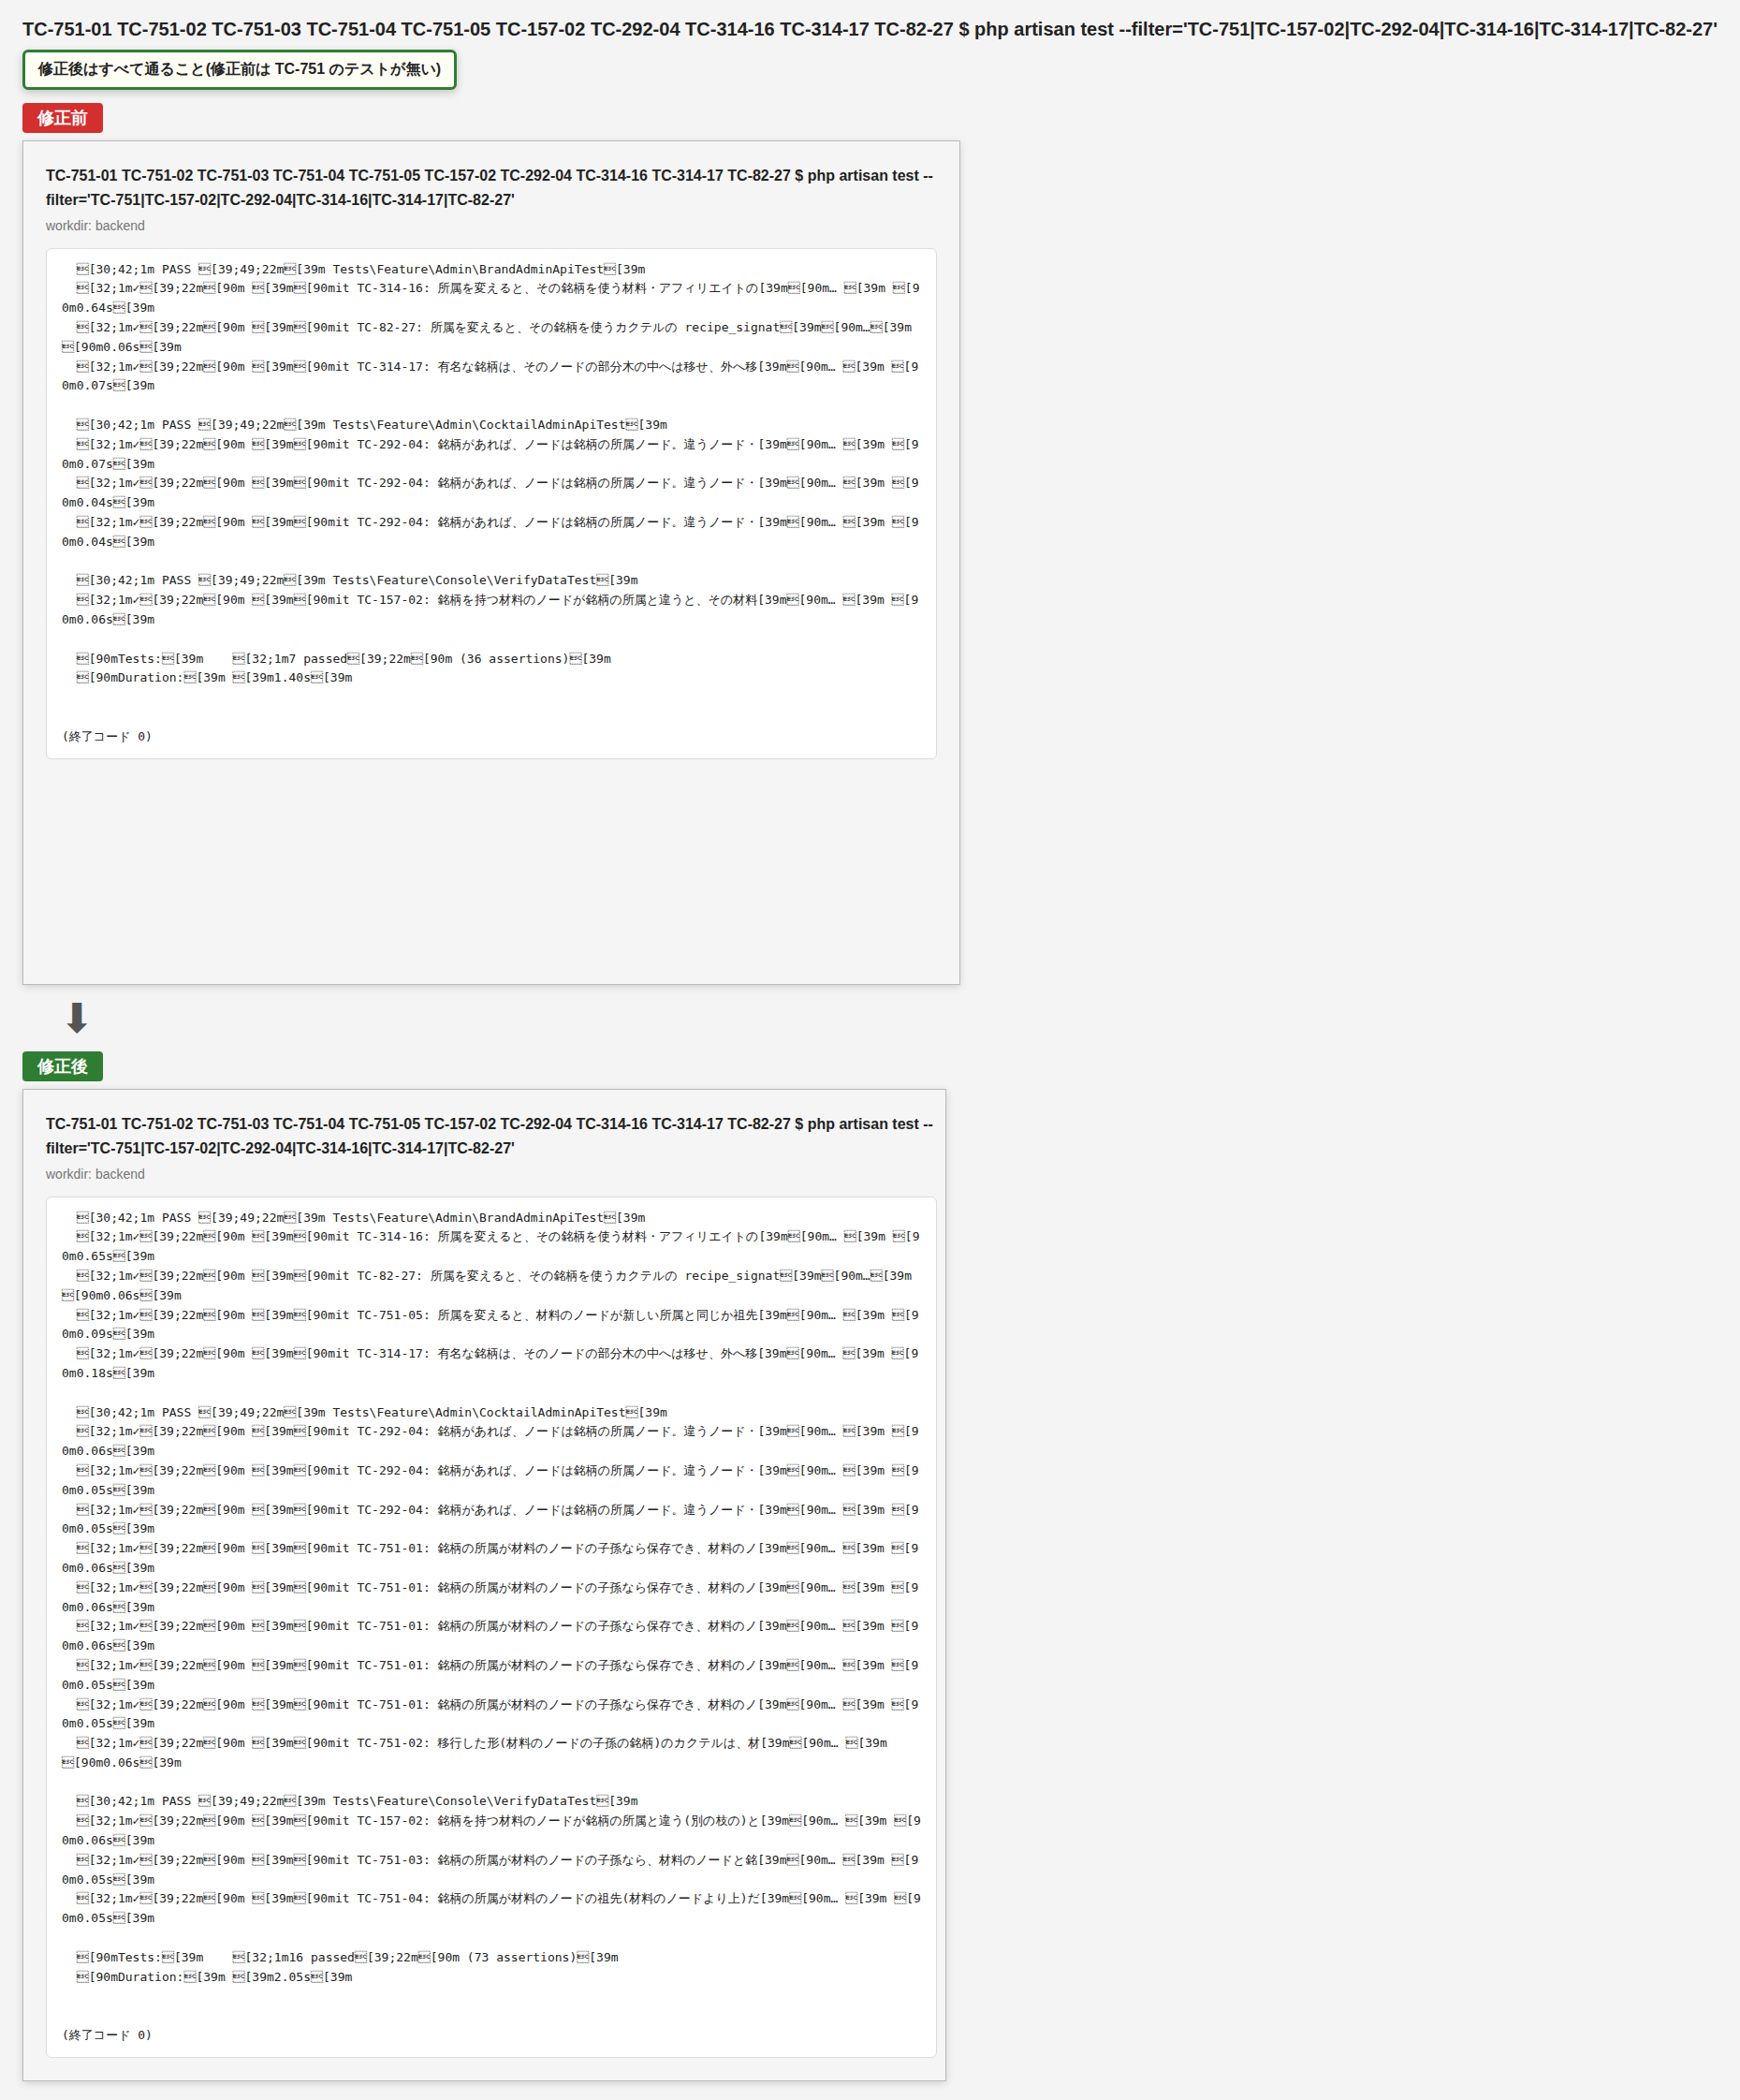 TC-751-01 TC-751-02 TC-751-03 TC-751-04 TC-751-05 TC-157-02 TC-292-04 TC-314-16 TC-314-17 TC-82-27 $ php artisan test --filter='TC-751|TC-157-02|TC-292-04|TC-314-16|TC-314-17|TC-82-27'
修正後はすべて通ること(修正前は TC-751 のテストが無い)
修正前
TC-751-01 TC-751-02 TC-751-03 TC-751-04 TC-751-05 TC-157-02 TC-292-04 TC-314-16 TC-314-17 TC-82-27 $ php artisan test --
filter='TC-751|TC-157-02|TC-292-04|TC-314-16|TC-314-17|TC-82-27'
workdir: backend
[30;42;1m PASS [39;49;22m[39m Tests\Feature\Admin\BrandAdminApiTest[39m
[32;1m✓[39;22m[90m [39m[90mit TC-314-16: 所属を変えると、その銘柄を使う材料・アフィリエイトの[39m[90m… [39m [9
0m0.64s[39m
[32;1m✓[39;22m[90m [39m[90mit TC-82-27: 所属を変えると、その銘柄を使うカクテルの recipe_signat[39m[90m…[39m
[90m0.06s[39m
[32;1m✓[39;22m[90m [39m[90mit TC-314-17: 有名な銘柄は、そのノードの部分木の中へは移せ、外へ移[39m[90m… [39m [9
0m0.07s[39m
[30;42;1m PASS [39;49;22m[39m Tests\Feature\Admin\CocktailAdminApiTest[39m
[32;1m✓[39;22m[90m [39m[90mit TC-292-04: 銘柄があれば、ノードは銘柄の所属ノード。違うノード・[39m[90m… [39m [9
0m0.07s[39m
[32;1m✓[39;22m[90m [39m[90mit TC-292-04: 銘柄があれば、ノードは銘柄の所属ノード。違うノード・[39m[90m… [39m [9
0m0.04s[39m
[32;1m✓[39;22m[90m [39m[90mit TC-292-04: 銘柄があれば、ノードは銘柄の所属ノード。違うノード・[39m[90m… [39m [9
0m0.04s[39m
[30;42;1m PASS [39;49;22m[39m Tests\Feature\Console\VerifyDataTest[39m
[32;1m✓[39;22m[90m [39m[90mit TC-157-02: 銘柄を持つ材料のノードが銘柄の所属と違うと、その材料[39m[90m… [39m [9
0m0.06s[39m
[90mTests:[39m    [32;1m7 passed[39;22m[90m (36 assertions)[39m
[90mDuration:[39m [39m1.40s[39m
(終了コード 0)
⬇
修正後
TC-751-01 TC-751-02 TC-751-03 TC-751-04 TC-751-05 TC-157-02 TC-292-04 TC-314-16 TC-314-17 TC-82-27 $ php artisan test --
filter='TC-751|TC-157-02|TC-292-04|TC-314-16|TC-314-17|TC-82-27'
workdir: backend
[30;42;1m PASS [39;49;22m[39m Tests\Feature\Admin\BrandAdminApiTest[39m
[32;1m✓[39;22m[90m [39m[90mit TC-314-16: 所属を変えると、その銘柄を使う材料・アフィリエイトの[39m[90m… [39m [9
0m0.65s[39m
[32;1m✓[39;22m[90m [39m[90mit TC-82-27: 所属を変えると、その銘柄を使うカクテルの recipe_signat[39m[90m…[39m
[90m0.06s[39m
[32;1m✓[39;22m[90m [39m[90mit TC-751-05: 所属を変えると、材料のノードが新しい所属と同じか祖先[39m[90m… [39m [9
0m0.09s[39m
[32;1m✓[39;22m[90m [39m[90mit TC-314-17: 有名な銘柄は、そのノードの部分木の中へは移せ、外へ移[39m[90m… [39m [9
0m0.18s[39m
[30;42;1m PASS [39;49;22m[39m Tests\Feature\Admin\CocktailAdminApiTest[39m
[32;1m✓[39;22m[90m [39m[90mit TC-292-04: 銘柄があれば、ノードは銘柄の所属ノード。違うノード・[39m[90m… [39m [9
0m0.06s[39m
[32;1m✓[39;22m[90m [39m[90mit TC-292-04: 銘柄があれば、ノードは銘柄の所属ノード。違うノード・[39m[90m… [39m [9
0m0.05s[39m
[32;1m✓[39;22m[90m [39m[90mit TC-292-04: 銘柄があれば、ノードは銘柄の所属ノード。違うノード・[39m[90m… [39m [9
0m0.05s[39m
[32;1m✓[39;22m[90m [39m[90mit TC-751-01: 銘柄の所属が材料のノードの子孫なら保存でき、材料のノ[39m[90m… [39m [9
0m0.06s[39m
[32;1m✓[39;22m[90m [39m[90mit TC-751-01: 銘柄の所属が材料のノードの子孫なら保存でき、材料のノ[39m[90m… [39m [9
0m0.06s[39m
[32;1m✓[39;22m[90m [39m[90mit TC-751-01: 銘柄の所属が材料のノードの子孫なら保存でき、材料のノ[39m[90m… [39m [9
0m0.06s[39m
[32;1m✓[39;22m[90m [39m[90mit TC-751-01: 銘柄の所属が材料のノードの子孫なら保存でき、材料のノ[39m[90m… [39m [9
0m0.05s[39m
[32;1m✓[39;22m[90m [39m[90mit TC-751-01: 銘柄の所属が材料のノードの子孫なら保存でき、材料のノ[39m[90m… [39m [9
0m0.05s[39m
[32;1m✓[39;22m[90m [39m[90mit TC-751-02: 移行した形(材料のノードの子孫の銘柄)のカクテルは、材[39m[90m… [39m
[90m0.06s[39m
[30;42;1m PASS [39;49;22m[39m Tests\Feature\Console\VerifyDataTest[39m
[32;1m✓[39;22m[90m [39m[90mit TC-157-02: 銘柄を持つ材料のノードが銘柄の所属と違う(別の枝の)と[39m[90m… [39m [9
0m0.06s[39m
[32;1m✓[39;22m[90m [39m[90mit TC-751-03: 銘柄の所属が材料のノードの子孫なら、材料のノードと銘[39m[90m… [39m [9
0m0.05s[39m
[32;1m✓[39;22m[90m [39m[90mit TC-751-04: 銘柄の所属が材料のノードの祖先(材料のノードより上)だ[39m[90m… [39m [9
0m0.05s[39m
[90mTests:[39m    [32;1m16 passed[39;22m[90m (73 assertions)[39m
[90mDuration:[39m [39m2.05s[39m
(終了コード 0)